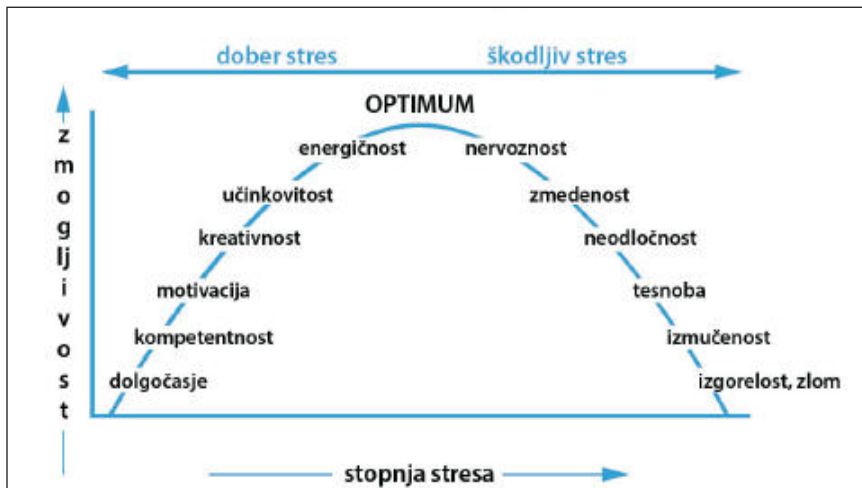 dober stres škodljiv stres
OPTIMUM
energičnost nervoznost
učinkovitost zmedenost
kreativnost neodločnost
motivacija tesnoba
kompetentnost izmučenost
dolgočasje izgorelost, zlom
zmogljivost
stopnja stresa